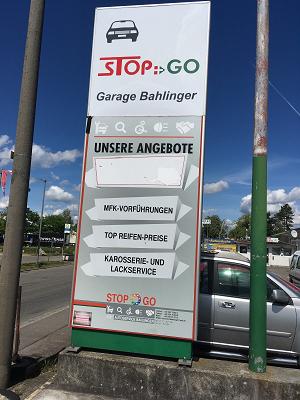 STOP GO
Garage Bahlinger
UNSERE ANGEBOTE
MFK-VORFÜHRUNGEN
TOP REIFEN-PREISE
KAROSSERIE- UND
LACKSERVICE
STOP GO